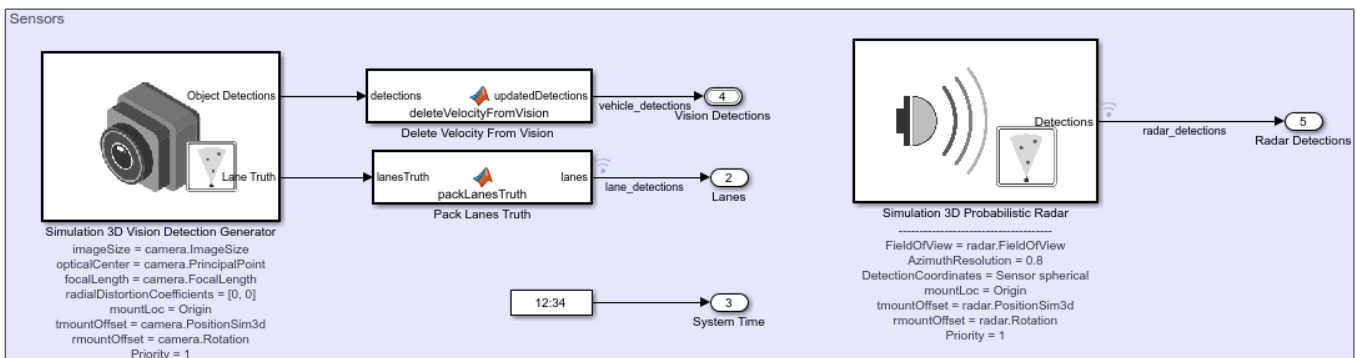 Sensors
Object Detections
Lane Truth
Simulation 3D Vision Detection Generator
imageSize = camera.ImageSize
opticalCenter = camera.PrincipalPoint
focalLength = camera.FocalLength
radialDistortionCoefficients = [0, 0]
mountLoc = Origin
tmountOffset = camera.PositionSim3d
rmountOffset = camera.Rotation
Priority = 1
detections
updatedDetections
deleteVelocityFromVision
Delete Velocity From Vision
vehicle_detections
4
Vision Detections
lanesTruth
lanes
packLanesTruth
Pack Lanes Truth
lane_detections
2
Lanes
12:34
3
System Time
Detections
Simulation 3D Probabilistic Radar
-------------------------------------
FieldOfView = radar.FieldOfView
AzimuthResolution = 0.8
DetectionCoordinates = Sensor spherical
mountLoc = Origin
tmountOffset = radar.PositionSim3d
rmountOffset = radar.Rotation
Priority = 1
radar_detections
5
Radar Detections